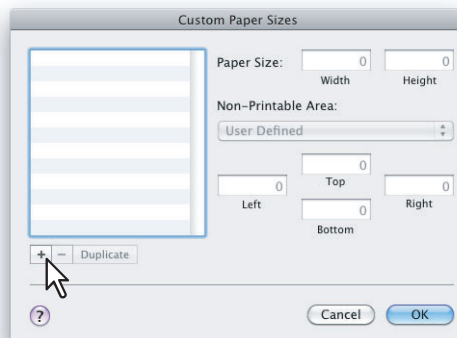 Custom Paper Sizes
Paper Size: 0 0
Width Height
Non-Printable Area:
User Defined
0
Top
0 0
Left Right
0
Bottom
+ − Duplicate
? Cancel OK